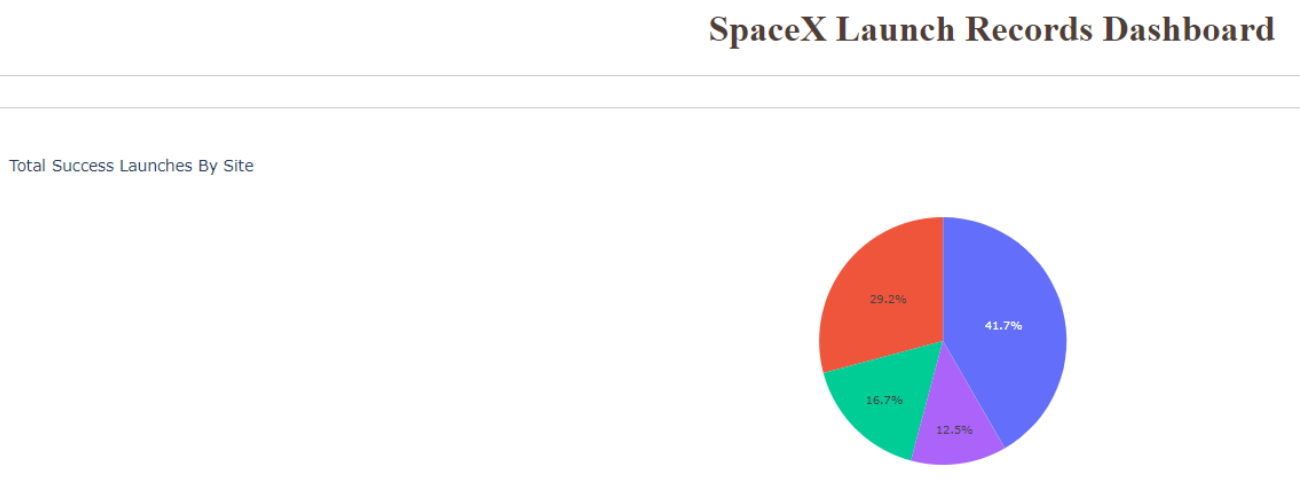 SpaceX Launch Records Dashboard
Total Success Launches By Site
29.2%
41.7%
16.7%
12.5%